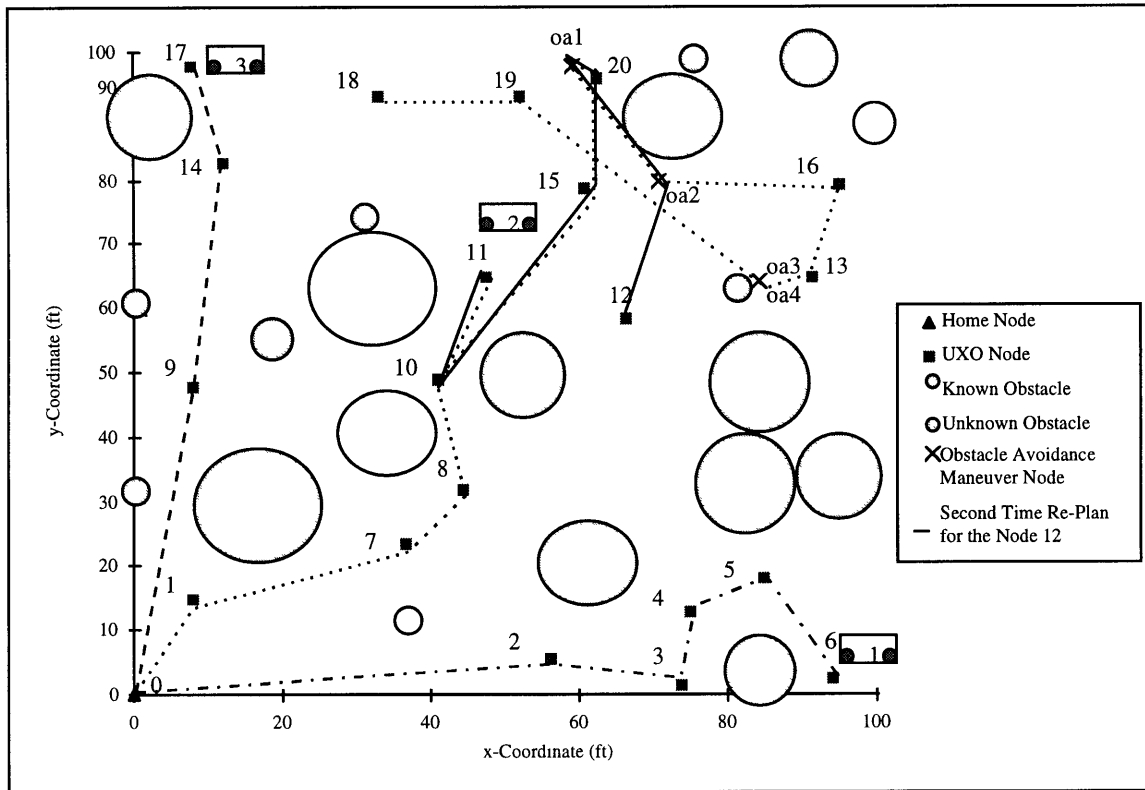 oa1
100
17
3
20
90
18
19
14
16
80
15
oa2
2
70
11
oa3
13
oa4
60
12
Home Node
UXO Node
9
10
Known Obstacle
50
Unknown Obstacle
40
Obstacle Avoidance
Maneuver Node
8
30
Second Time Re-Plan
for the Node 12
7
20
1
5
4
10
2
3
6
1
0
0
0
20
40
60
80
100
x-Coordinate (ft)
y-Coordinate (ft)